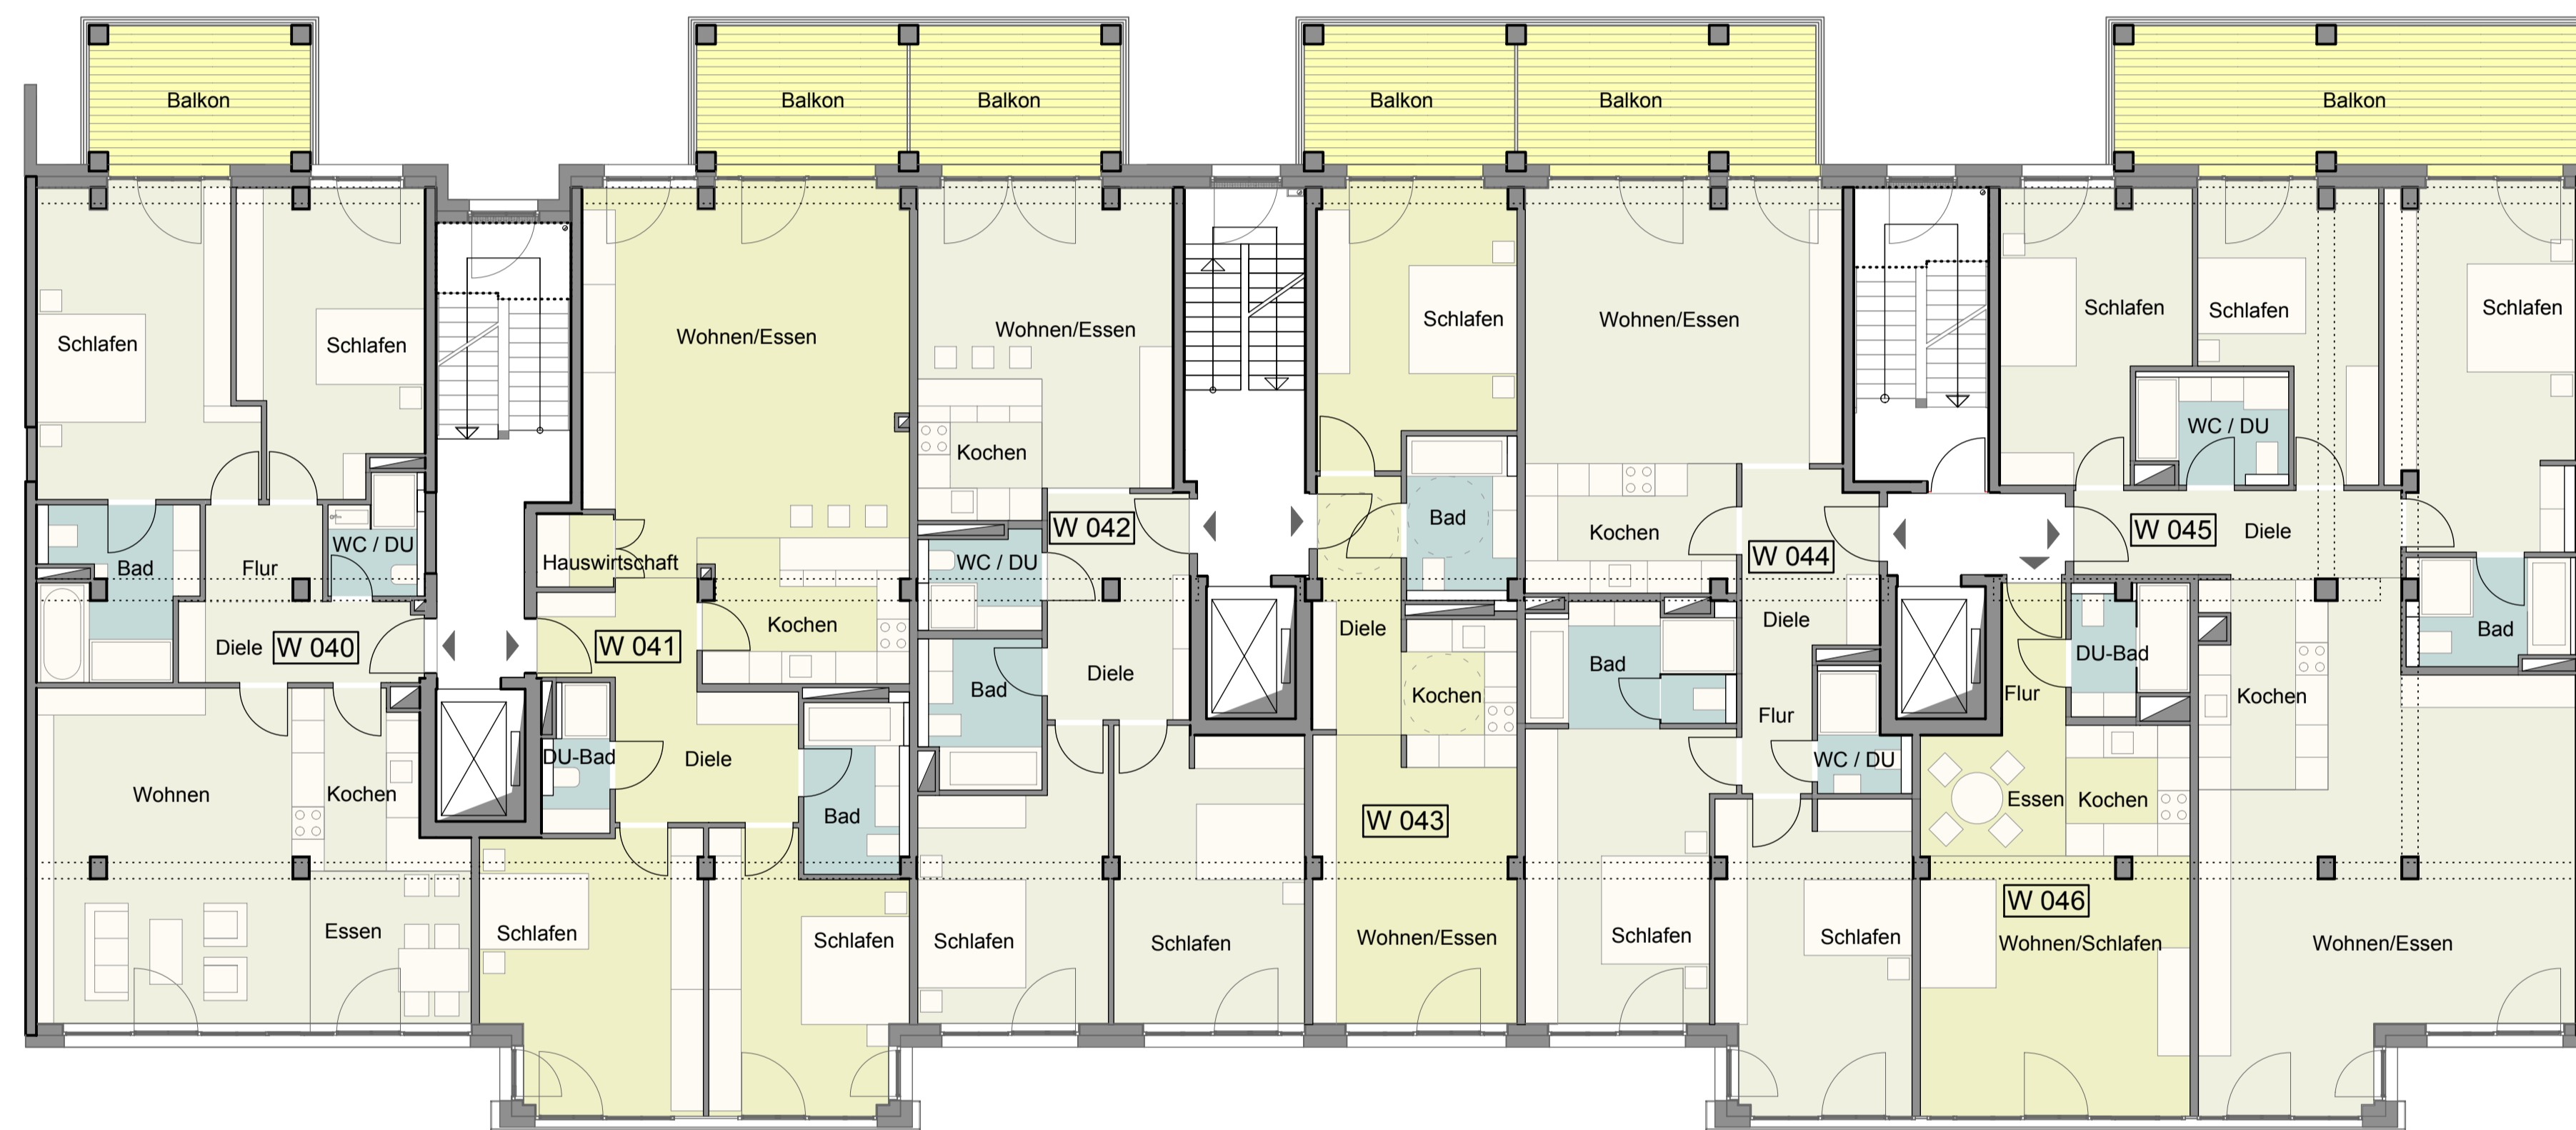 Balkon
Balkon
Balkon
Balkon
Balkon
Balkon
Schlafen
Schlafen
Wohnen/Essen
Wohnen/Essen
Schlafen
Wohnen/Essen
Schlafen
Schlafen
Schlafen
Kochen
WC / DU
Bad
Flur
WC / DU
Hauswirtschaft
W 042
WC / DU
Bad
Kochen
W 044
W 045
Diele
Diele
W 040
W 041
Kochen
Bad
Diele
Diele
Kochen
Bad
Diele
Flur
WC / DU
DU-Bad
Flur
Kochen
Bad
Wohnen
Kochen
DU-Bad
Diele
Bad
W 043
Essen
Kochen
Essen
Schlafen
Schlafen
Schlafen
Schlafen
Wohnen/Essen
Schlafen
Schlafen
W 046
Wohnen/Schlafen
Wohnen/Essen